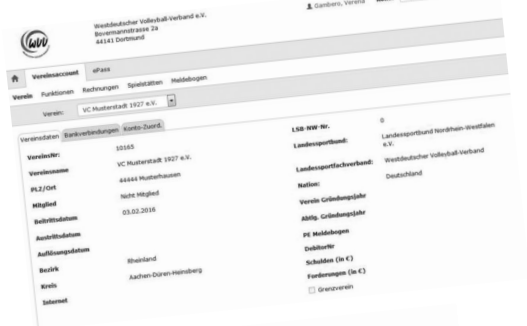 WVV
Westdeutscher Volleyball-Verband e.V.
Bovermannstrasse 2a
44141 Dortmund
Gambero, Verena
Vereinsaccount ePass
Verein Funktionen Rechnungen Spielstätten Meldebogen
Verein: VC Musterstadt 1927 e.V.
Vereinsdaten Bankverbindungen Konto-Zuord.
VereinsNr: 10165
Vereinsname VC Musterstadt 1927 e.V.
PLZ/Ort 44444 Musterhausen
Mitglied Nicht Mitglied
Beitrittsdatum 03.02.2016
Austrittsdatum
Auflösungsdatum
Bezirk Rheinland
Kreis Aachen-Düren-Heinsberg
Internet
LSB-NW-Nr. 0
Landessportbund: Landessportbund Nordrhein-Westfalen
e.V.
Landessportfachverband: Westdeutscher Volleyball-Verband
Nation: Deutschland
Verein Gründungsjahr
Abtlg. Gründungsjahr
PE Meldebogen
DebitorNr
Schulden (in €)
Forderungen (in €)
Grenzverein